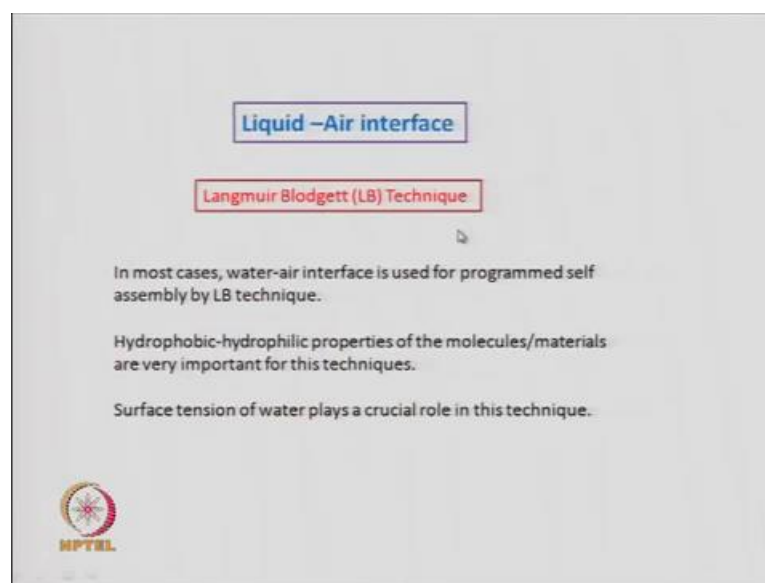 Liquid –Air interface
Langmuir Blodgett (LB) Technique
In most cases, water-air interface is used for programmed self
assembly by LB technique.
Hydrophobic-hydrophilic properties of the molecules/materials
are very important for this techniques.
Surface tension of water plays a crucial role in this technique.
NPTEL